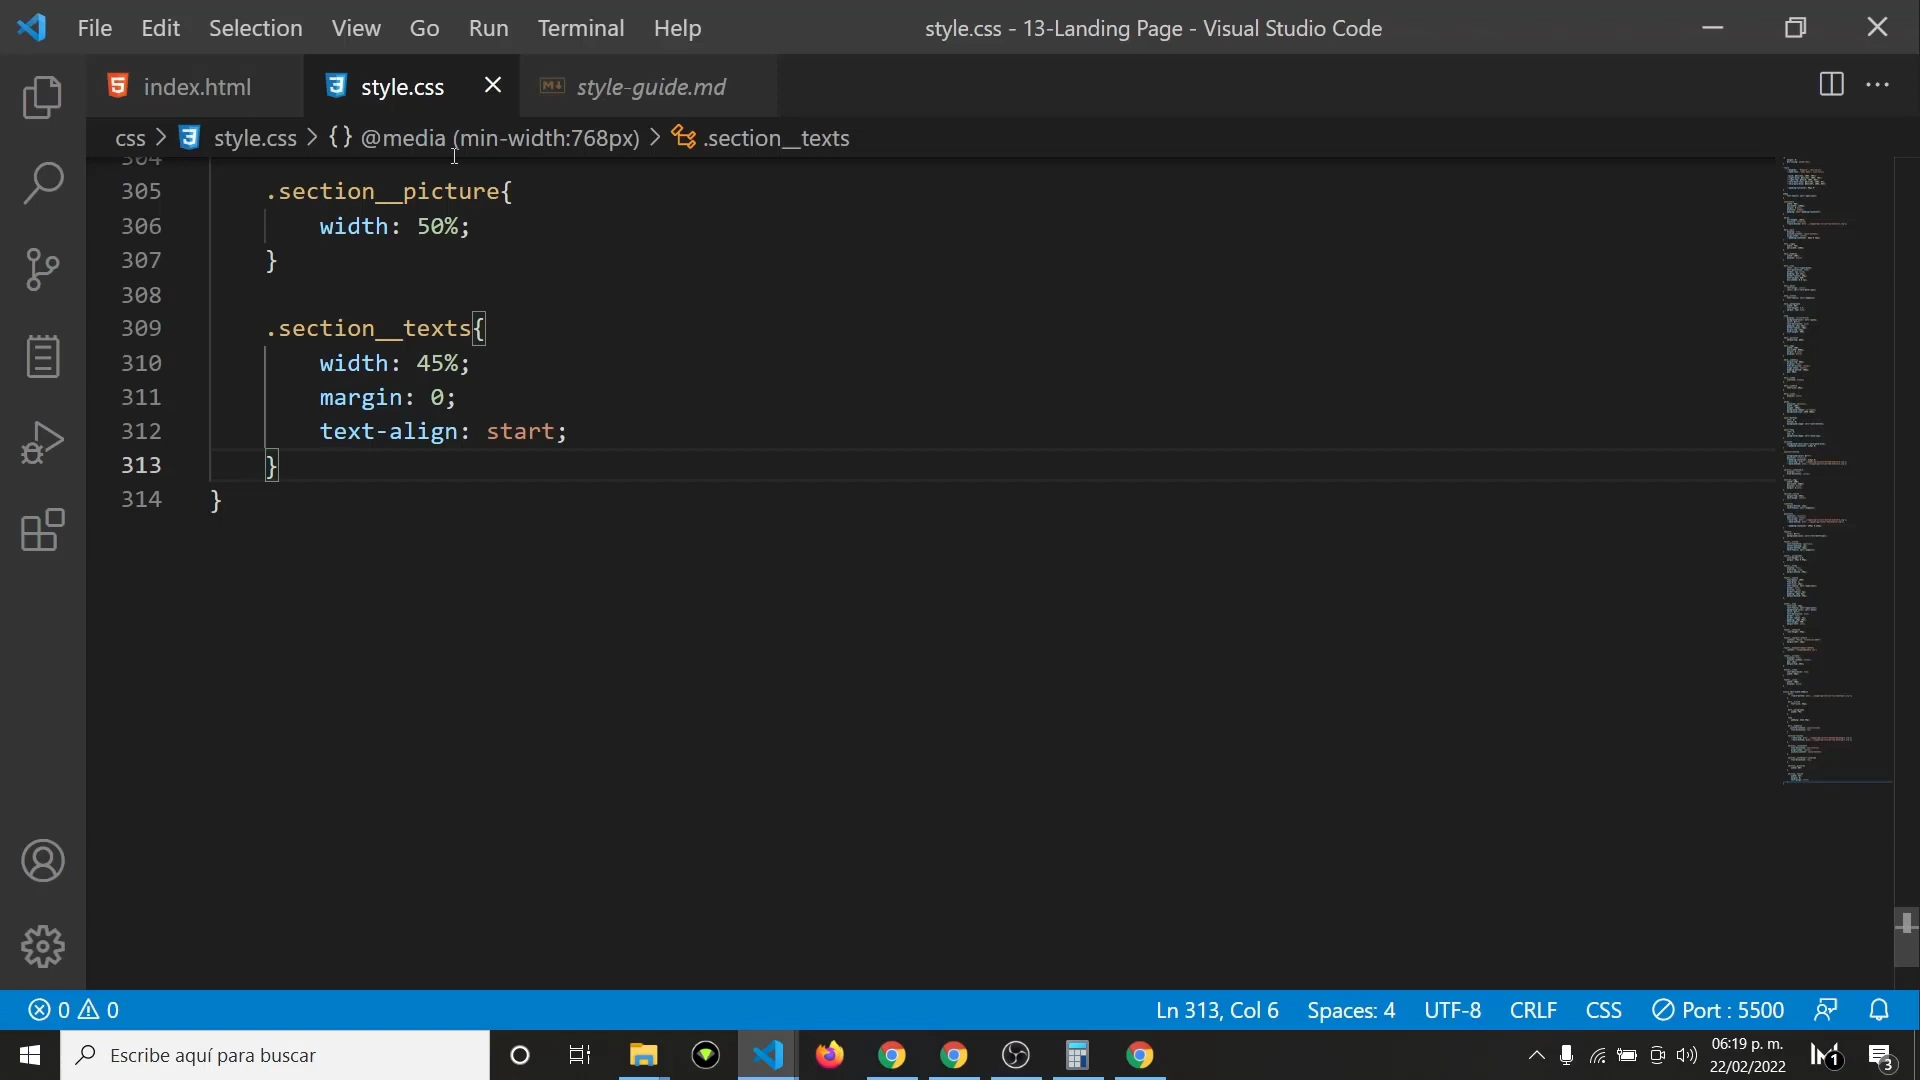 File Edit Selection View Go Run Terminal Help style.css - 13-Landing Page - Visual Studio Code
index.html style.css style-guide.md
css > style.css > {} @media (min-width:768px) > .section__texts
304
305 .section__picture{
306 width: 50%;
307 }
308
309 .section__texts{
310 width: 45%;
311 margin: 0;
312 text-align: start;
313 }
314 }
0 0 Ln 313, Col 6 Spaces: 4 UTF-8 CRLF CSS Port : 5500
Escribe aquí para buscar
06:19 p. m.
22/02/2022
1
3